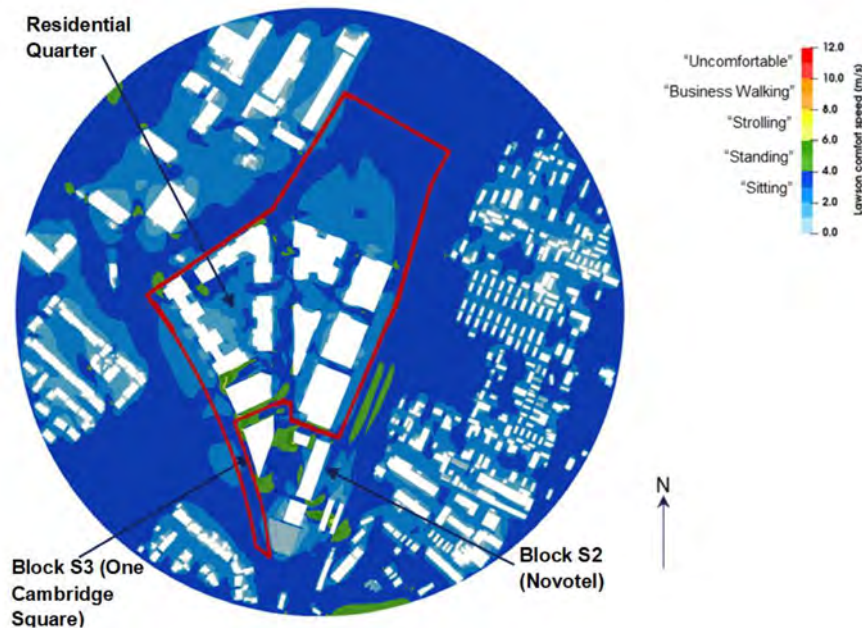 Residential
Quarter
"Uncomfortable"
"Business Walking"
"Strolling"
"Standing"
"Sitting"
12.0
10.0
8.0
6.0
4.0
2.0
0.0
Lawson comfort speed (m/s)
N
Block S3 (One
Cambridge
Square)
Block S2
(Novotel)